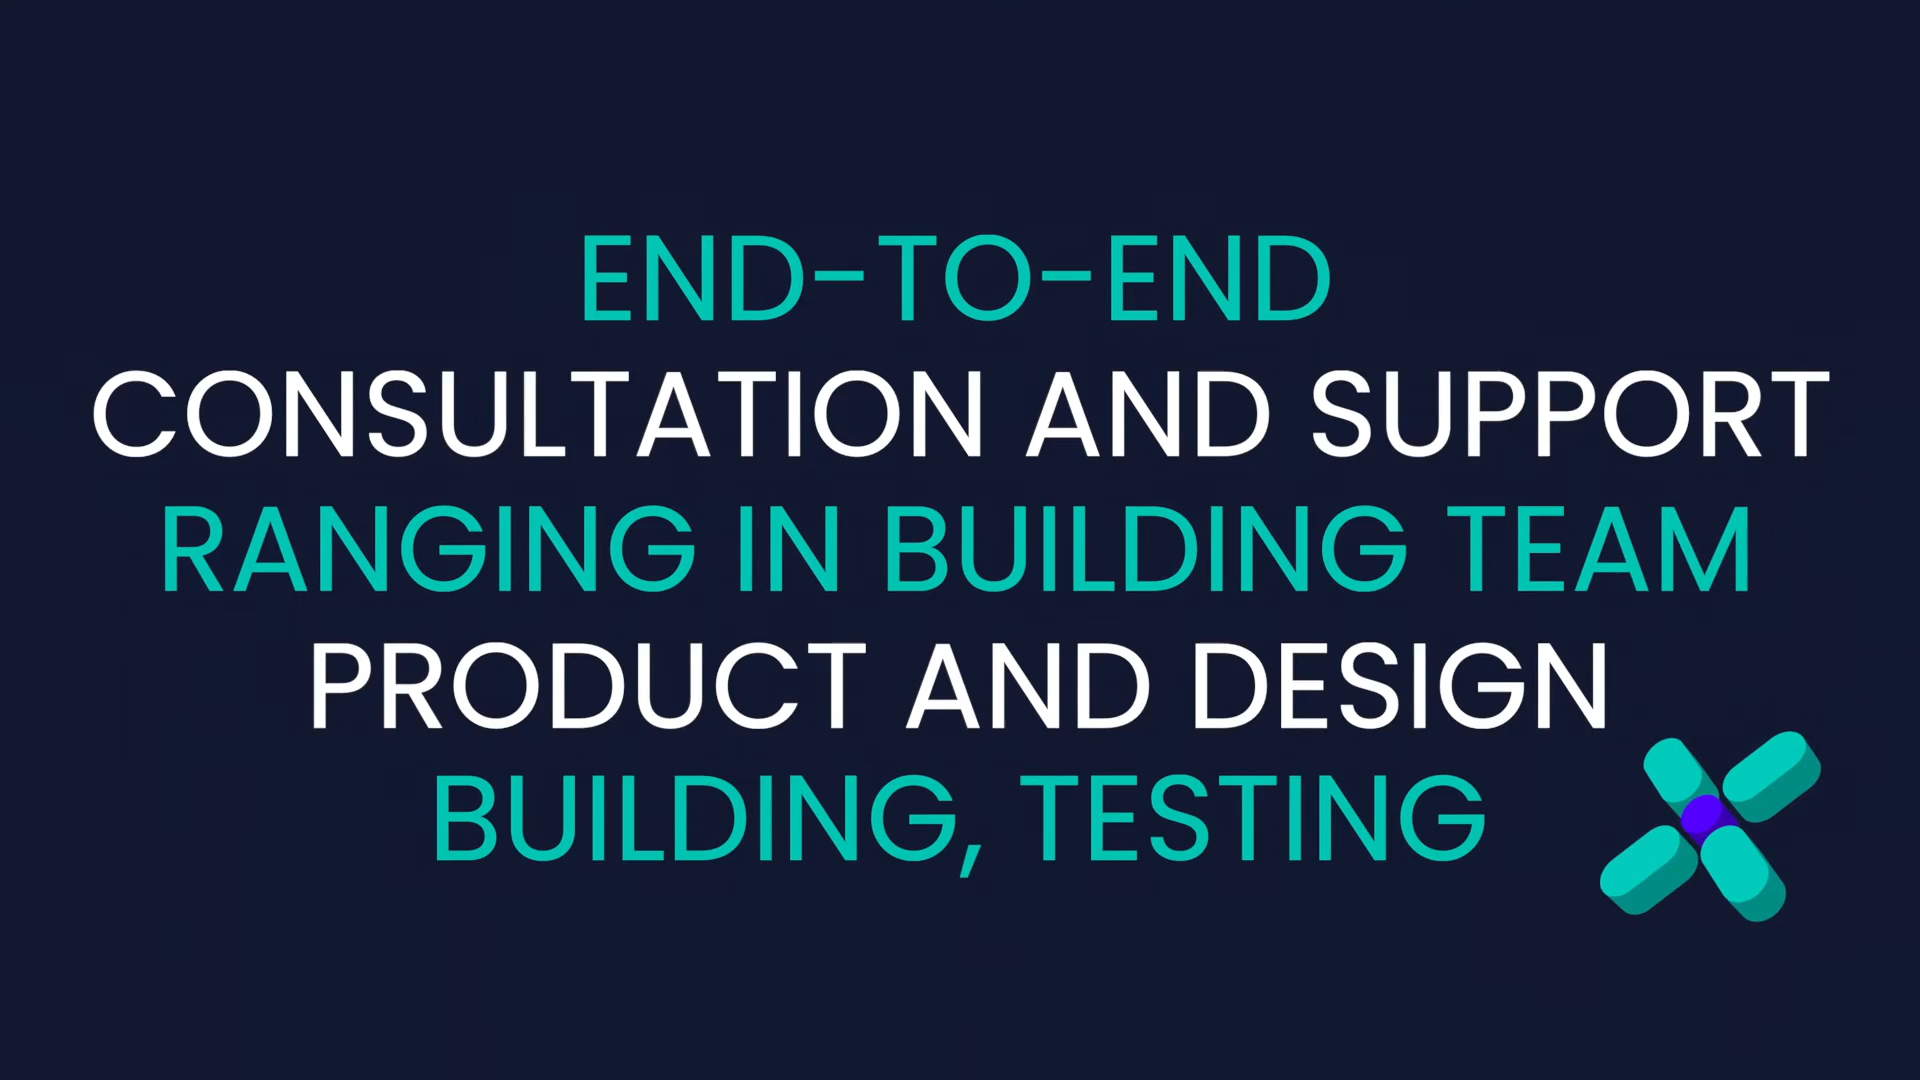 END-TO-END
CONSULTATION AND SUPPORT
RANGING IN BUILDING TEAM
PRODUCT AND DESIGN
BUILDING, TESTING